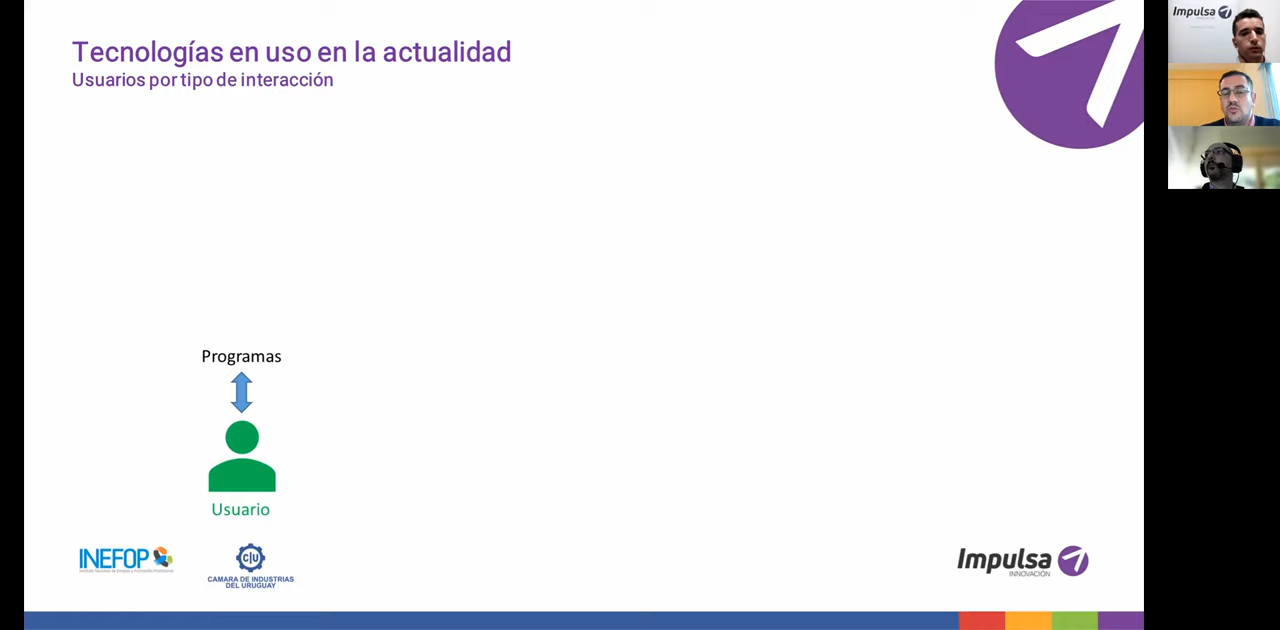 Tecnologías en uso en la actualidad
Usuarios por tipo de interacción
Impulsa
Programas
Usuario
INEFOP
CIU
CAMARA DE INDUSTRIAS
DEL URUGUAY
Impulsa
INNOVACIÓN